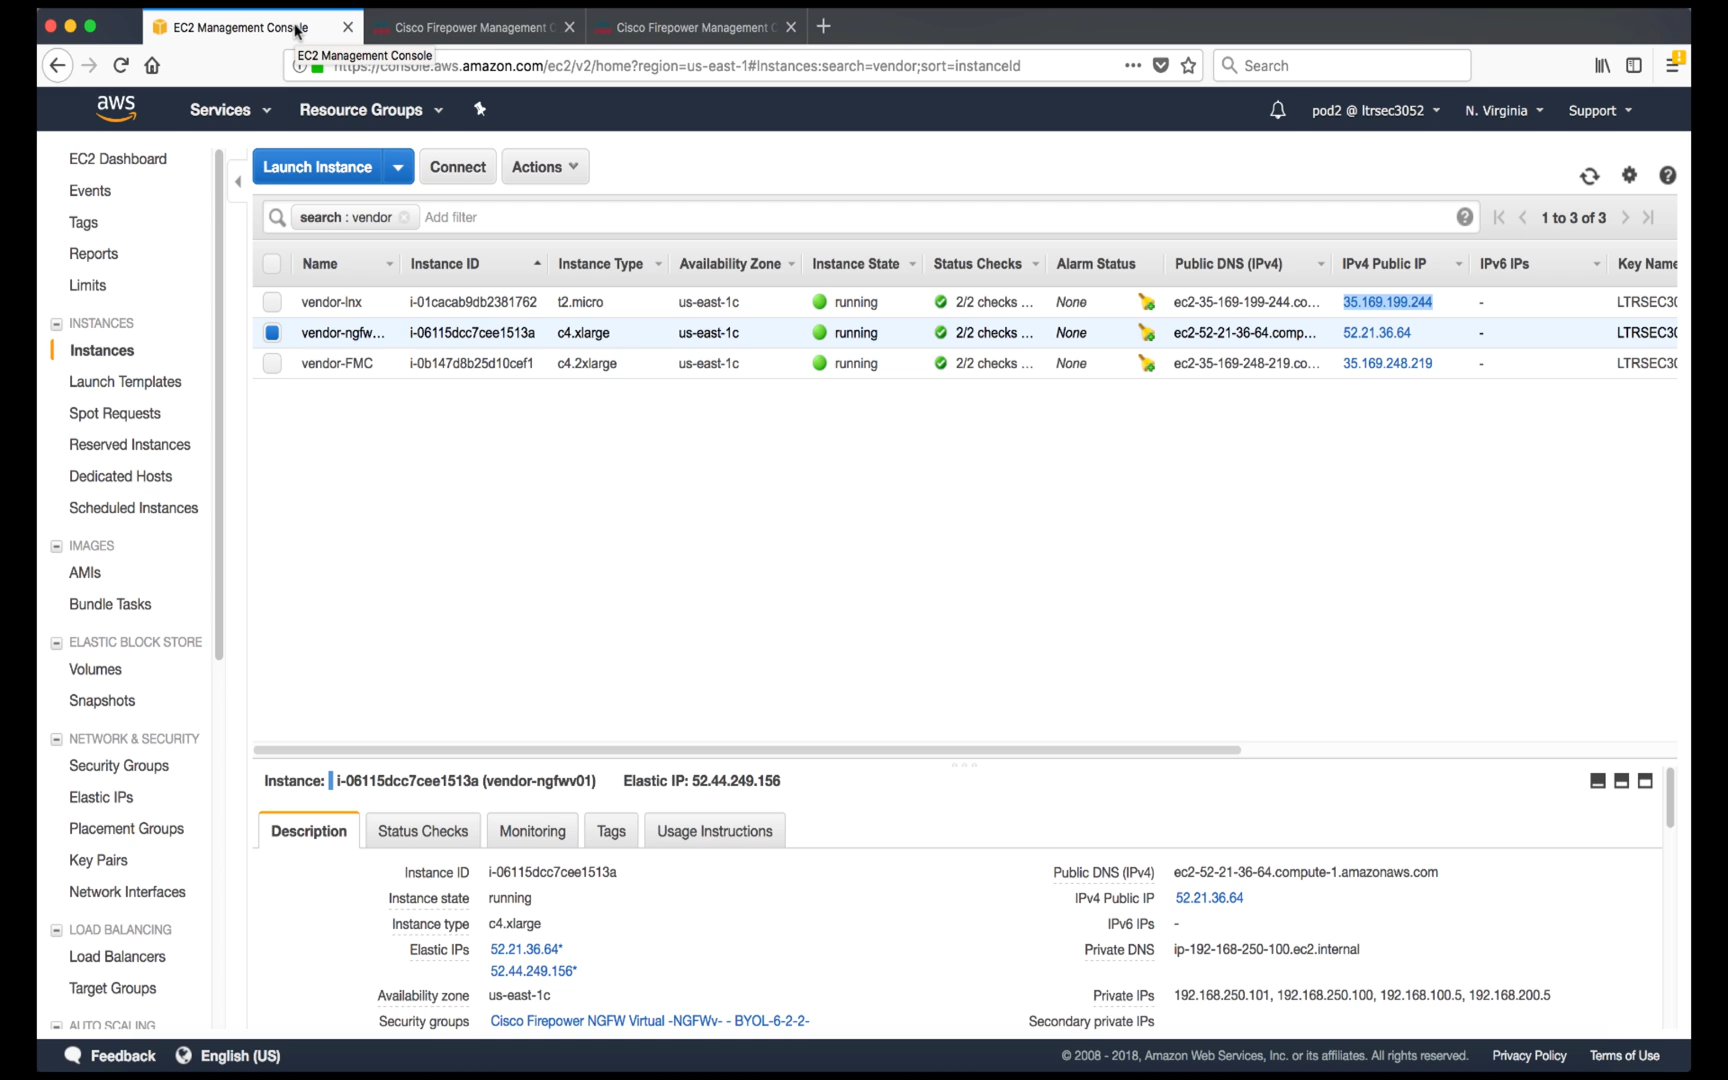 EC2 Management Console
Cisco Firepower Management C
Cisco Firepower Management C
EC2 Management Console
https://console.aws.amazon.com/ec2/v2/home?region=us-east-1#Instances:search=vendor;sort=instanceId
Search
aws
Services
Resource Groups
pod2 @ ltrsec3052
N. Virginia
Support
EC2 Dashboard
Events
Tags
Reports
Limits
INSTANCES
Instances
Launch Templates
Spot Requests
Reserved Instances
Dedicated Hosts
Scheduled Instances
IMAGES
AMIs
Bundle Tasks
ELASTIC BLOCK STORE
Volumes
Snapshots
NETWORK & SECURITY
Security Groups
Elastic IPs
Placement Groups
Key Pairs
Network Interfaces
LOAD BALANCING
Load Balancers
Target Groups
AUTO SCALING
Launch Instance
Connect
Actions
search : vendor
Add filter
1 to 3 of 3
Name Instance ID Instance Type Availability Zone Instance State Status Checks Alarm Status Public DNS (IPv4) IPv4 Public IP IPv6 IPs Key Name
vendor-lnx i-01cacab9db2381762 t2.micro us-east-1c running 2/2 checks ... None ec2-35-169-199-244.co... 35.169.199.244 - LTRSEC30
vendor-ngfw... i-06115dcc7cee1513a c4.xlarge us-east-1c running 2/2 checks ... None ec2-52-21-36-64.comp... 52.21.36.64 - LTRSEC30
vendor-FMC i-0b147d8b25d10cef1 c4.2xlarge us-east-1c running 2/2 checks ... None ec2-35-169-248-219.co... 35.169.248.219 - LTRSEC30
Instance: i-06115dcc7cee1513a (vendor-ngfwv01) Elastic IP: 52.44.249.156
Description
Status Checks
Monitoring
Tags
Usage Instructions
Instance ID i-06115dcc7cee1513a
Instance state running
Instance type c4.xlarge
Elastic IPs 52.21.36.64*
52.44.249.156*
Availability zone us-east-1c
Security groups Cisco Firepower NGFW Virtual -NGFWv- - BYOL-6-2-2-
Public DNS (IPv4) ec2-52-21-36-64.compute-1.amazonaws.com
IPv4 Public IP 52.21.36.64
IPv6 IPs -
Private DNS ip-192-168-250-100.ec2.internal
Private IPs 192.168.250.101, 192.168.250.100, 192.168.100.5, 192.168.200.5
Secondary private IPs
Feedback
English (US)
© 2008 - 2018, Amazon Web Services, Inc. or its affiliates. All rights reserved.
Privacy Policy
Terms of Use